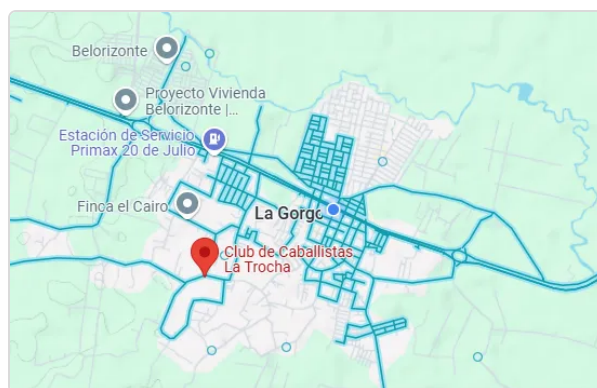 Belorizonte
Proyecto Vivienda
Belorizonte |...
Estación de Servicio
Primax 20 de Julio
Finca el Cairo
La Gorgo
Club de Caballistas
La Trocha